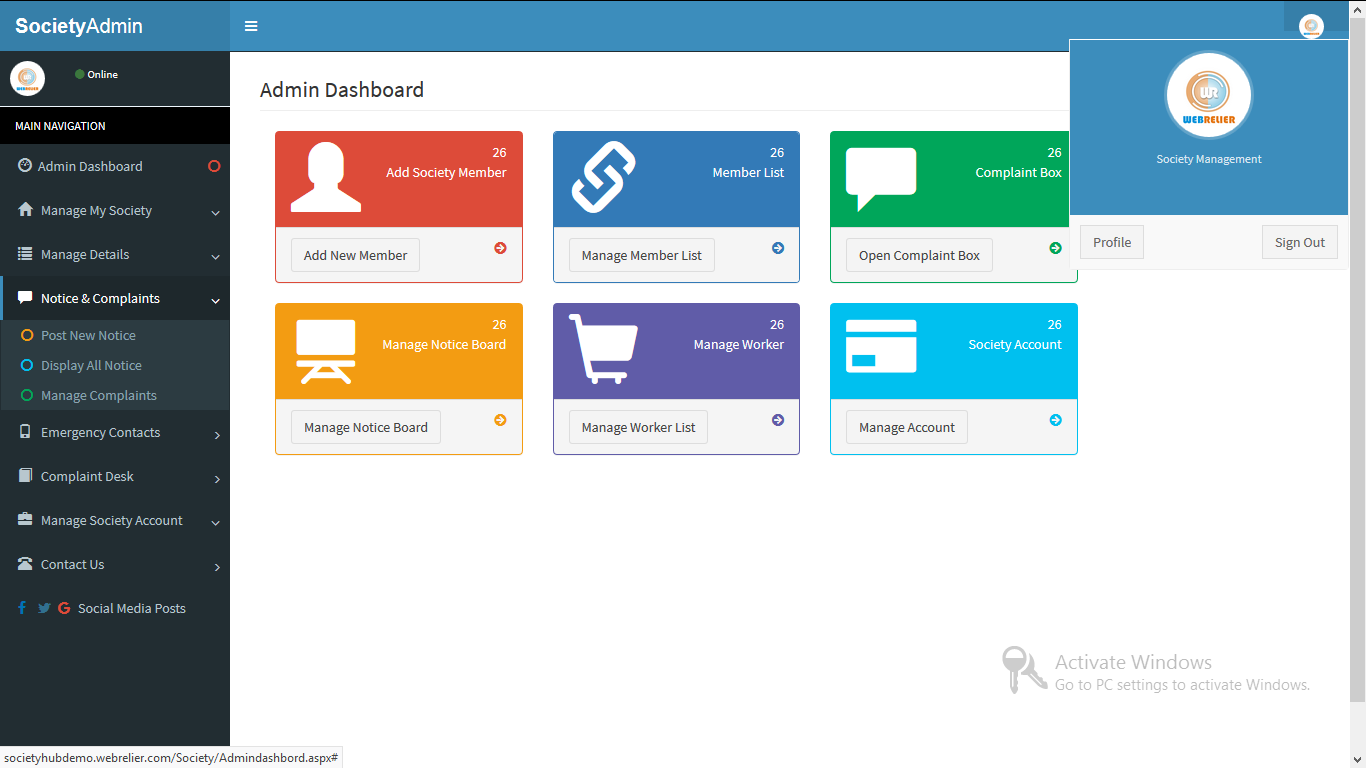 SocietyAdmin
Online
MAIN NAVIGATION
Admin Dashboard
Manage My Society
Manage Details
Notice & Complaints
Post New Notice
Display All Notice
Manage Complaints
Emergency Contacts
Complaint Desk
Manage Society Account
Contact Us
Social Media Posts
Admin Dashboard
26
Add Society Member
Add New Member
26
Member List
Manage Member List
26
Complaint Box
Open Complaint Box
26
Manage Notice Board
Manage Notice Board
26
Manage Worker
Manage Worker List
26
Society Account
Manage Account
WR
WEBRELIER
Society Management
Profile
Sign Out
Activate Windows
Go to PC settings to activate Windows.
societyhubdemo.webrelier.com/Society/Admindashbord.aspx#